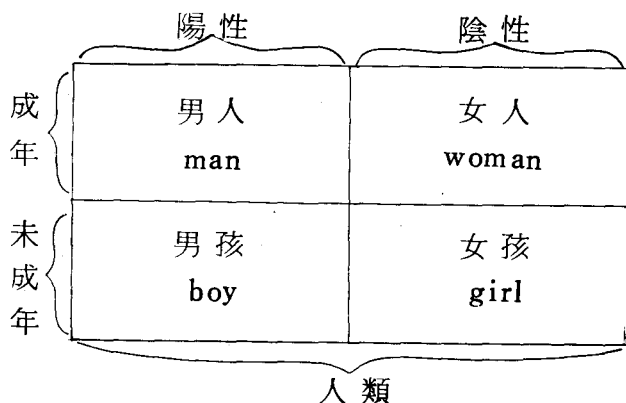 陽性 陰性
成年
男人 女人
man woman
未成年
男孩 女孩
boy girl
人類